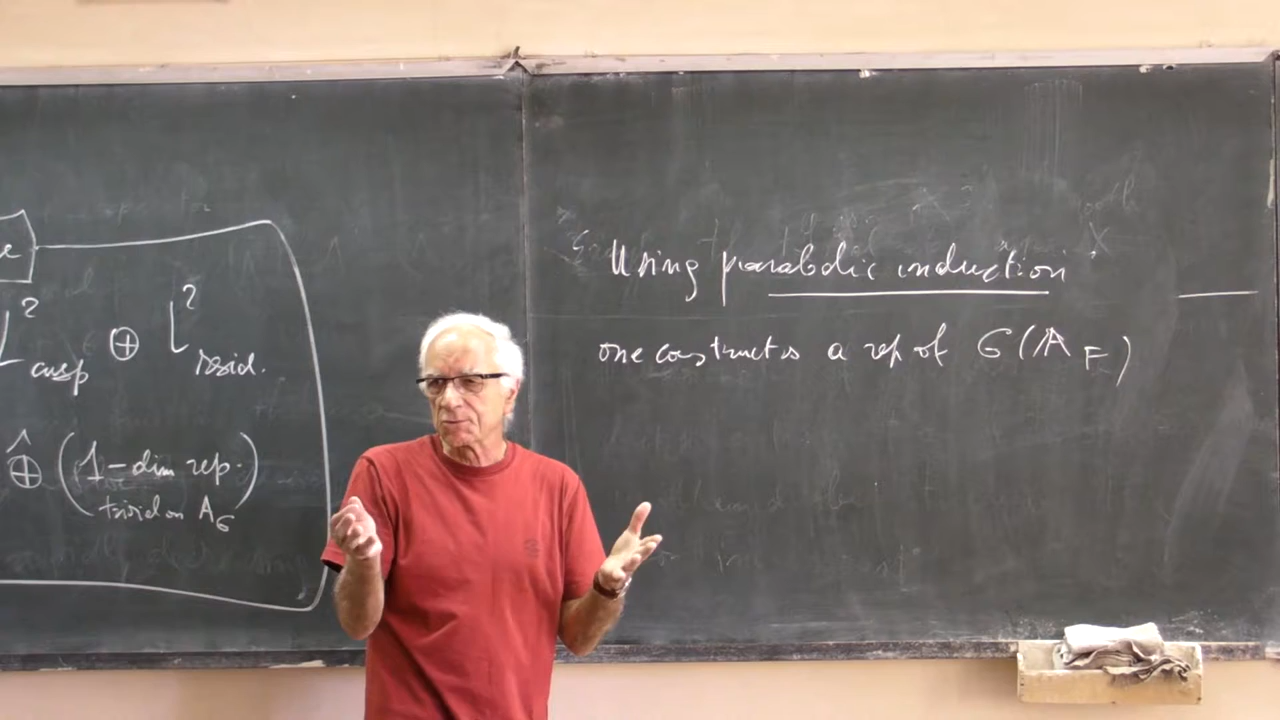 L² cusp ⊕ L² resid.
⊕̂ (1-dim rep.
trivial on A_G)
Using parabolic induction
one constructs a rep of G(𝔸_F)